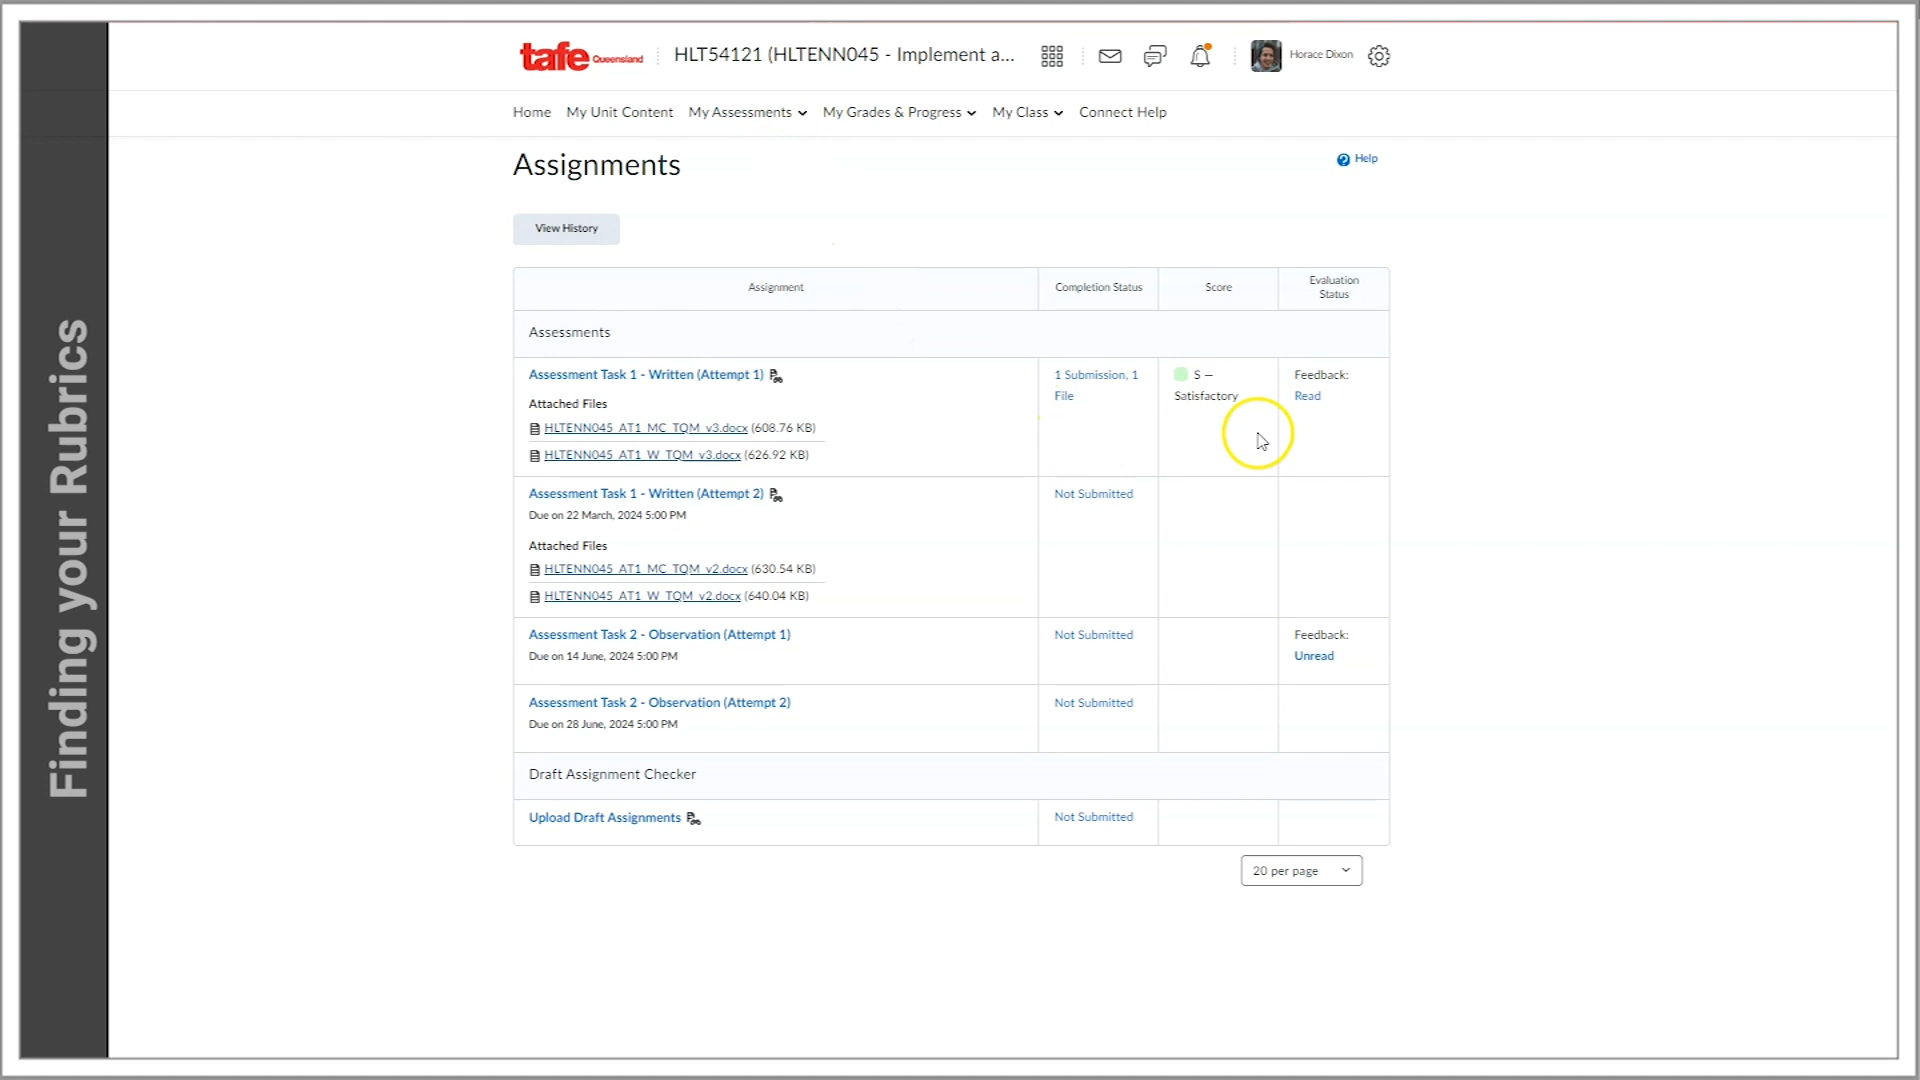 Finding your Rubrics
tafe Queensland
HLT54121 (HLTENN045 - Implement a...
Horace Dixon
Home My Unit Content My Assessments My Grades & Progress My Class Connect Help
Assignments
Help
View History
Assignment Completion Status Score Evaluation
Status
Assessments
Assessment Task 1 - Written (Attempt 1) 1 Submission, 1 S — Feedback:
File Satisfactory Read
Attached Files
HLTENN045_AT1_MC_TQM_v3.docx (608.76 KB)
HLTENN045_AT1_W_TQM_v3.docx (626.92 KB)
Assessment Task 1 - Written (Attempt 2) Not Submitted
Due on 22 March, 2024 5:00 PM
Attached Files
HLTENN045_AT1_MC_TQM_v2.docx (630.54 KB)
HLTENN045_AT1_W_TQM_v2.docx (640.04 KB)
Assessment Task 2 - Observation (Attempt 1) Not Submitted Feedback:
Due on 14 June, 2024 5:00 PM Unread
Assessment Task 2 - Observation (Attempt 2) Not Submitted
Due on 28 June, 2024 5:00 PM
Draft Assignment Checker
Upload Draft Assignments Not Submitted
20 per page